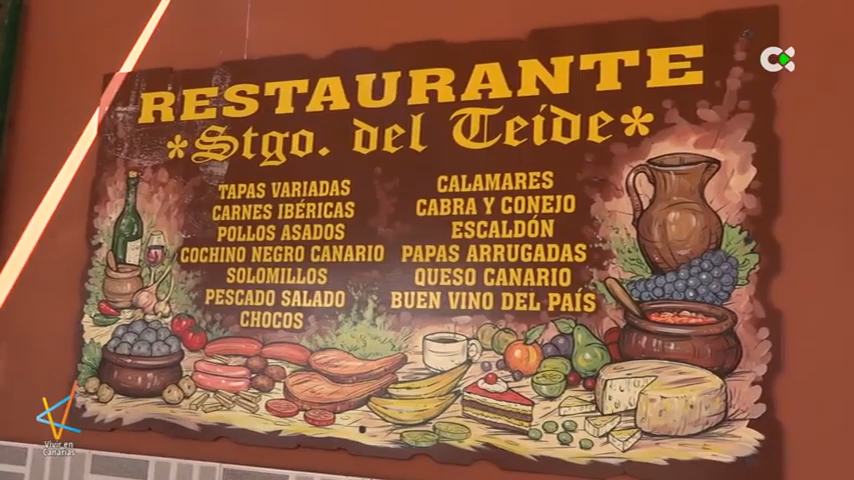 RESTAURANTE
*Stgo. del Teide*
TAPAS VARIADAS
CARNES IBÉRICAS
POLLOS ASADOS
COCHINO NEGRO CANARIO
SOLOMILLOS
PESCADO SALADO
CHOCOS
CALAMARES
CABRA Y CONEJO
ESCALDÓN
PAPAS ARRUGADAS
QUESO CANARIO
BUEN VINO DEL PAÍS
Vivir en
Canarias